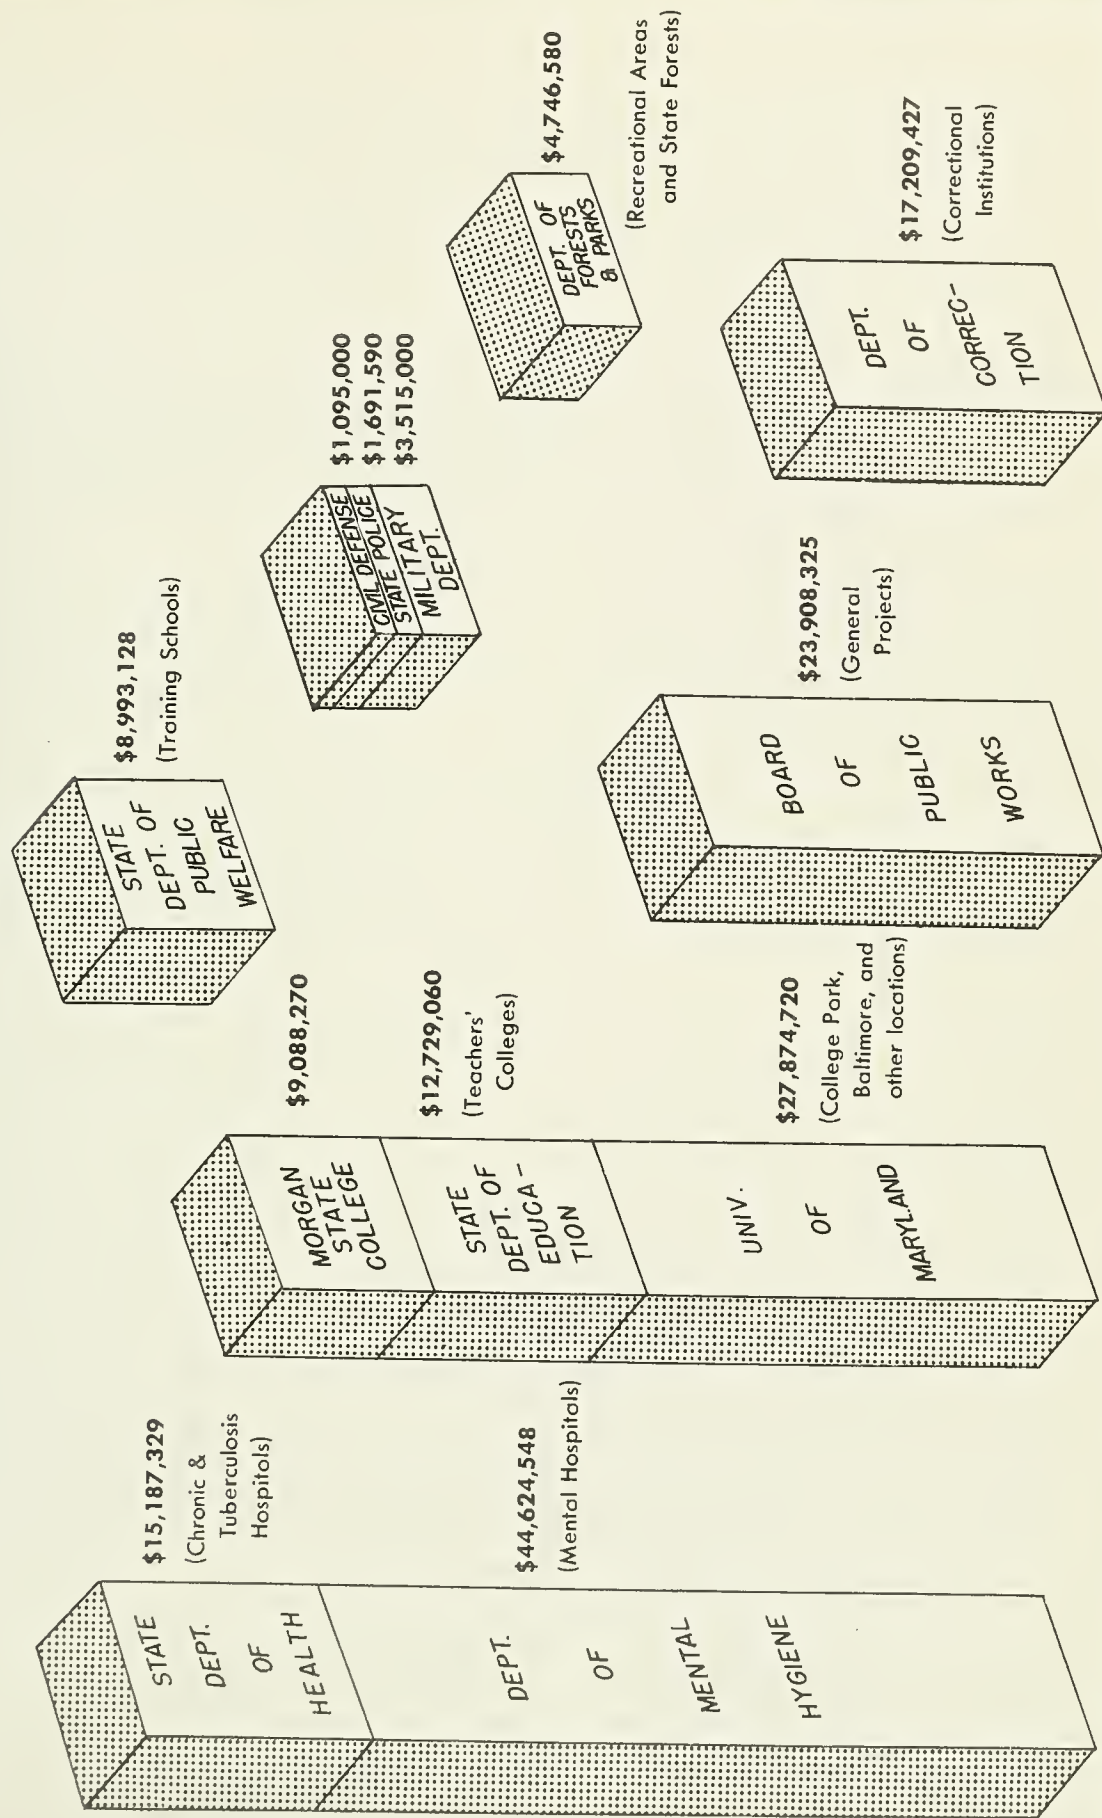 STATE
DEPT.
OF
HEALTH
$15,187,329
(Chronic &
Tuberculosis
Hospitols)
DEPT.
OF
MENTAL
HYGIENE
$44,624,548
(Mental Hospitals)
MORGAN
STATE
COLLEGE
$9,088,270
STATE
DEPT. OF
EDUCA-
TION
$12,729,060
(Teachers'
Colleges)
UNIV.
OF
MARYLAND
$27,874,720
(College Park,
Baltimore, and
other locations)
STATE
DEPT. OF
PUBLIC
WELFARE
$8,993,128
(Training Schools)
BOARD
OF
PUBLIC
WORKS
$23,908,325
(General
Projects)
CIVIL DEFENSE
STATE POLICE
MILITARY
DEPT.
$1,095,000
$1,691,590
$3,515,000
DEPT. OF
FORESTS
& PARKS
$4,746,580
(Recreational Areas
and State Forests)
DEPT.
OF
CORREC-
TION
$17,209,427
(Correctional
Institutions)